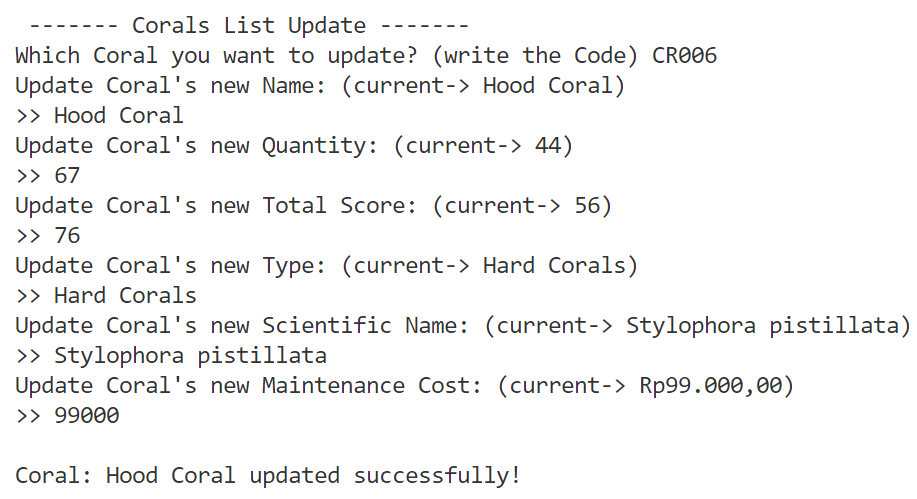 ------- Corals List Update -------
Which Coral you want to update? (write the Code) CR006
Update Coral's new Name: (current-> Hood Coral)
>> Hood Coral
Update Coral's new Quantity: (current-> 44)
>> 67
Update Coral's new Total Score: (current-> 56)
>> 76
Update Coral's new Type: (current-> Hard Corals)
>> Hard Corals
Update Coral's new Scientific Name: (current-> Stylophora pistillata)
>> Stylophora pistillata
Update Coral's new Maintenance Cost: (current-> Rp99.000,00)
>> 99000
Coral: Hood Coral updated successfully!